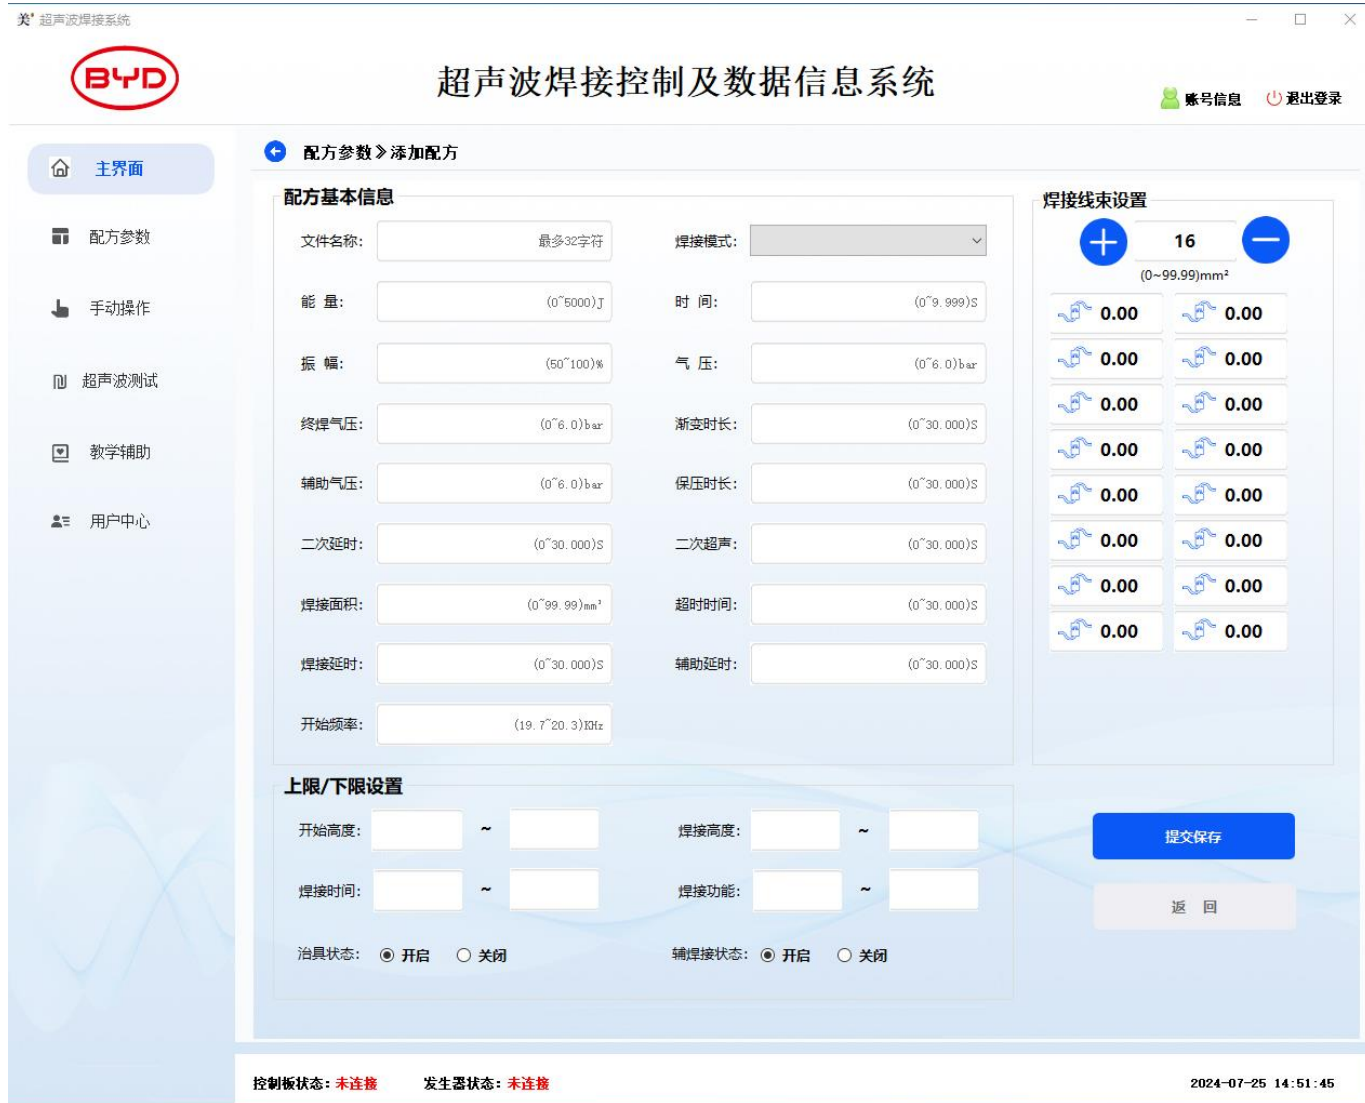 美 超声波焊接系统
BYD
超声波焊接控制及数据信息系统
账号信息 退出登录
主界面
配方参数
手动操作
超声波测试
教学辅助
用户中心
配方参数》添加配方
配方基本信息
文件名称: 最多32字符 焊接模式:
能 量: (0~5000)J 时 间: (0~9.999)S
振 幅: (50~100)% 气 压: (0~6.0)bar
终焊气压: (0~6.0)bar 渐变时长: (0~30.000)S
辅助气压: (0~6.0)bar 保压时长: (0~30.000)S
二次延时: (0~30.000)S 二次超声: (0~30.000)S
焊接面积: (0~99.99)mm² 超时时间: (0~30.000)S
焊接延时: (0~30.000)S 辅助延时: (0~30.000)S
开始频率: (19.7~20.3)KHz
焊接线束设置
16
(0~99.99)mm²
0.00 0.00
0.00 0.00
0.00 0.00
0.00 0.00
0.00 0.00
0.00 0.00
0.00 0.00
0.00 0.00
上限/下限设置
开始高度: ~ 焊接高度: ~
焊接时间: ~ 焊接功能: ~
治具状态: 开启 关闭 辅焊接状态: 开启 关闭
提交保存
返 回
控制板状态: 未连接 发生器状态: 未连接 2024-07-25 14:51:45